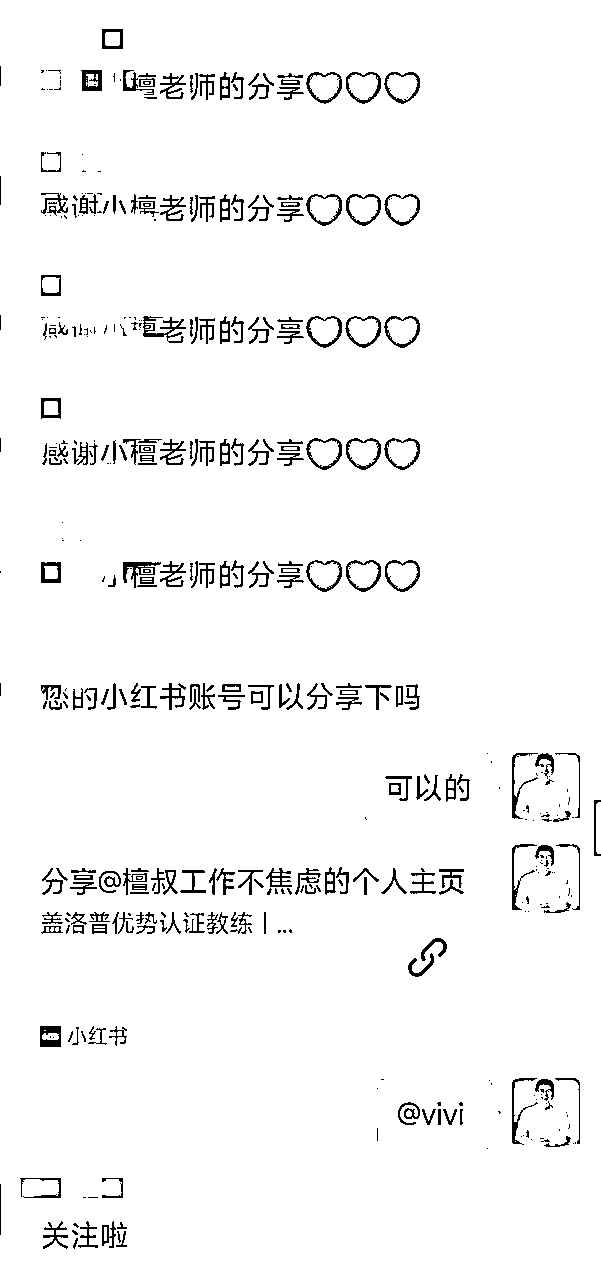 檀老师的分享♡♡♡
感谢小檀老师的分享♡♡♡
感谢小檀老师的分享♡♡♡
感谢小檀老师的分享♡♡♡
小檀老师的分享♡♡♡
您的小红书账号可以分享下吗
可以的
分享@檀叔工作不焦虑的个人主页
盖洛普优势认证教练丨...
小红书
@vivi
关注啦